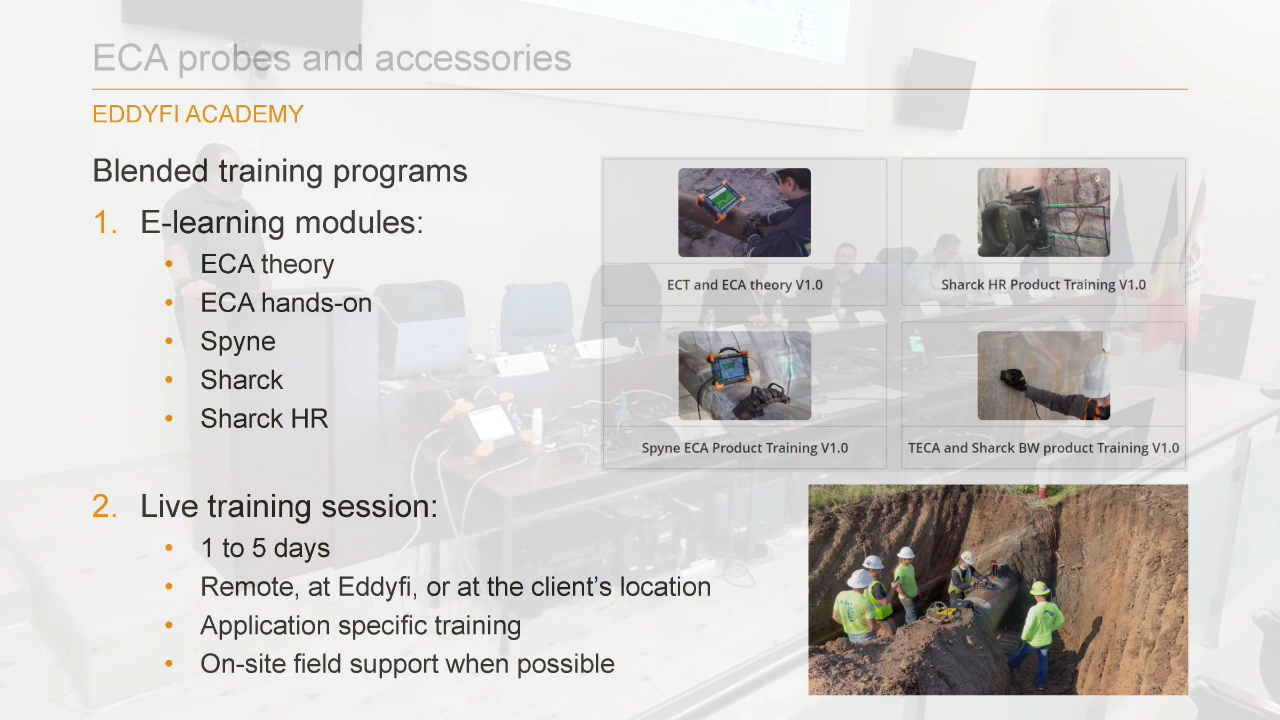 ECA probes and accessories
EDDYFI ACADEMY
Blended training programs
1. E-learning modules:
• ECA theory
• ECA hands-on
• Spyne
• Sharck
• Sharck HR
ECT and ECA theory V1.0
Sharck HR Product Training V1.0
Spyne ECA Product Training V1.0
TECA and Sharck BW product Training V1.0
2. Live training session:
• 1 to 5 days
• Remote, at Eddyfi, or at the client’s location
• Application specific training
• On-site field support when possible